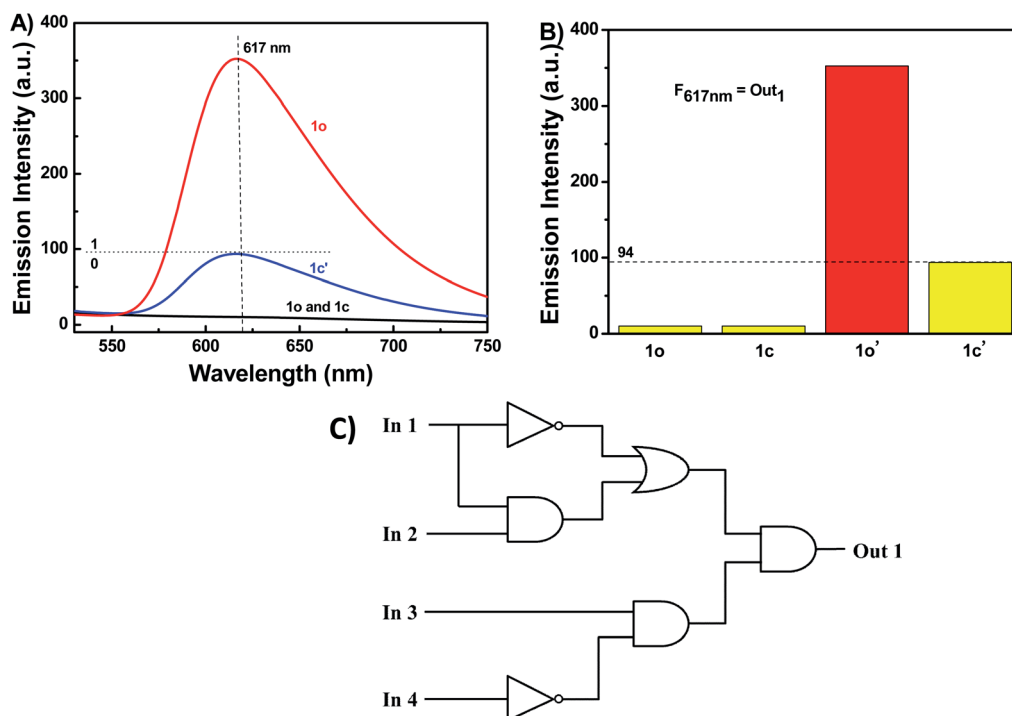 A)
400
300
200
100
0
Emission Intensity (a.u.)
617 nm
1o
1
0
1c'
1o and 1c
550
600
650
700
750
Wavelength (nm)
B)
400
300
200
100
0
Emission Intensity (a.u.)
F617nm = Out1
94
1o
1c
1o’
1c’
C)
In 1
In 2
In 3
In 4
Out 1